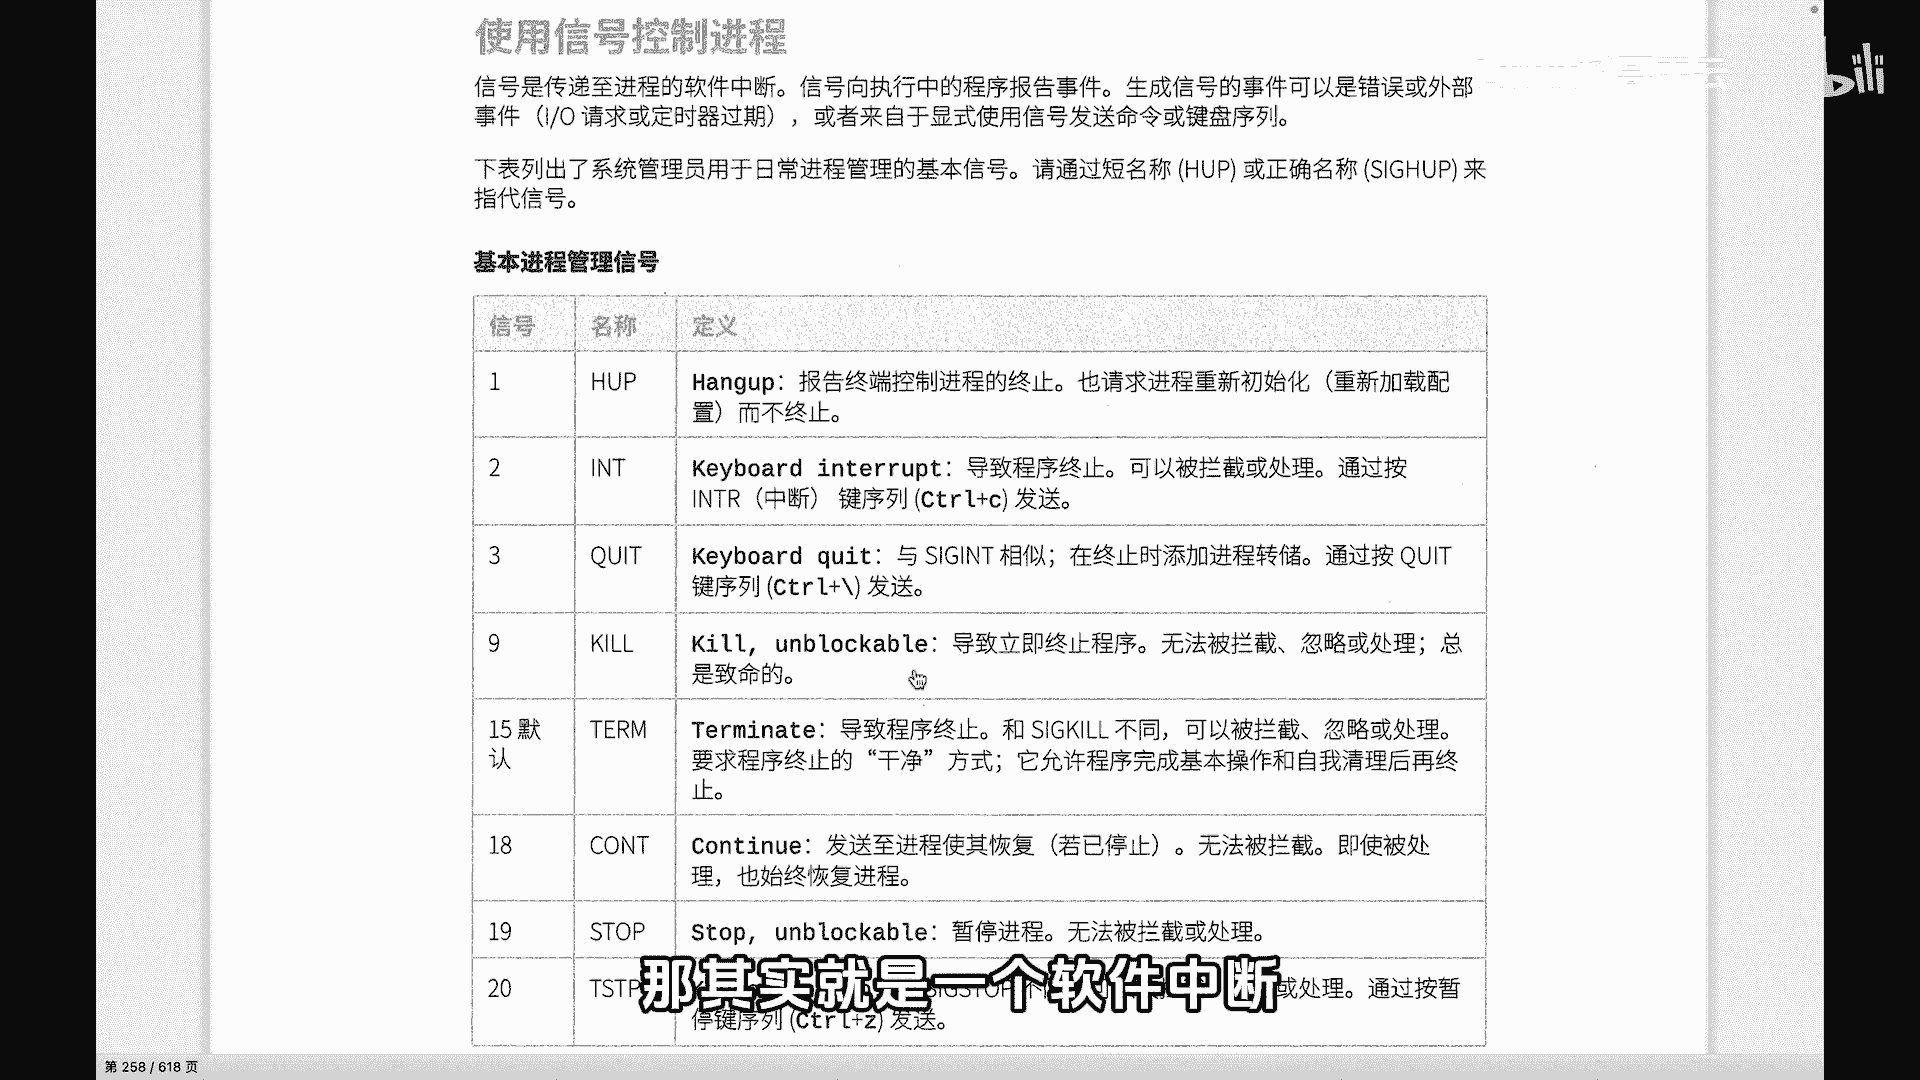 使用信号控制进程
信号是传递至进程的软件中断。信号向执行中的程序报告事件。生成信号的事件可以是错误或外部
事件（I/O 请求或定时器过期），或者来自于显式使用信号发送命令或键盘序列。
下表列出了系统管理员用于日常进程管理的基本信号。请通过短名称 (HUP) 或正确名称 (SIGHUP) 来
指代信号。
基本进程管理信号
信号 名称 定义
1 HUP Hangup：报告终端控制进程的终止。也请求进程重新初始化（重新加载配
置）而不终止。
2 INT Keyboard interrupt：导致程序终止。可以被拦截或处理。通过按
INTR（中断） 键序列 (Ctrl+c) 发送。
3 QUIT Keyboard quit：与 SIGINT 相似；在终止时添加进程转储。通过按 QUIT
键序列 (Ctrl+\) 发送。
9 KILL Kill, unblockable：导致立即终止程序。无法被拦截、忽略或处理；总
是致命的。
15 默 TERM Terminate：导致程序终止。和 SIGKILL 不同，可以被拦截、忽略或处理。
认 要求程序终止的“干净”方式；它允许程序完成基本操作和自我清理后再终
止。
18 CONT Continue：发送至进程使其恢复（若已停止）。无法被拦截。即使被处
理，也始终恢复进程。
19 STOP Stop, unblockable：暂停进程。无法被拦截或处理。
20 TSTP SIGSTOP 不 或处理。通过按暂
停键序列 (Ctrl+z) 发送。
那其实就是一个软件中断
第 258 / 618 页
bili